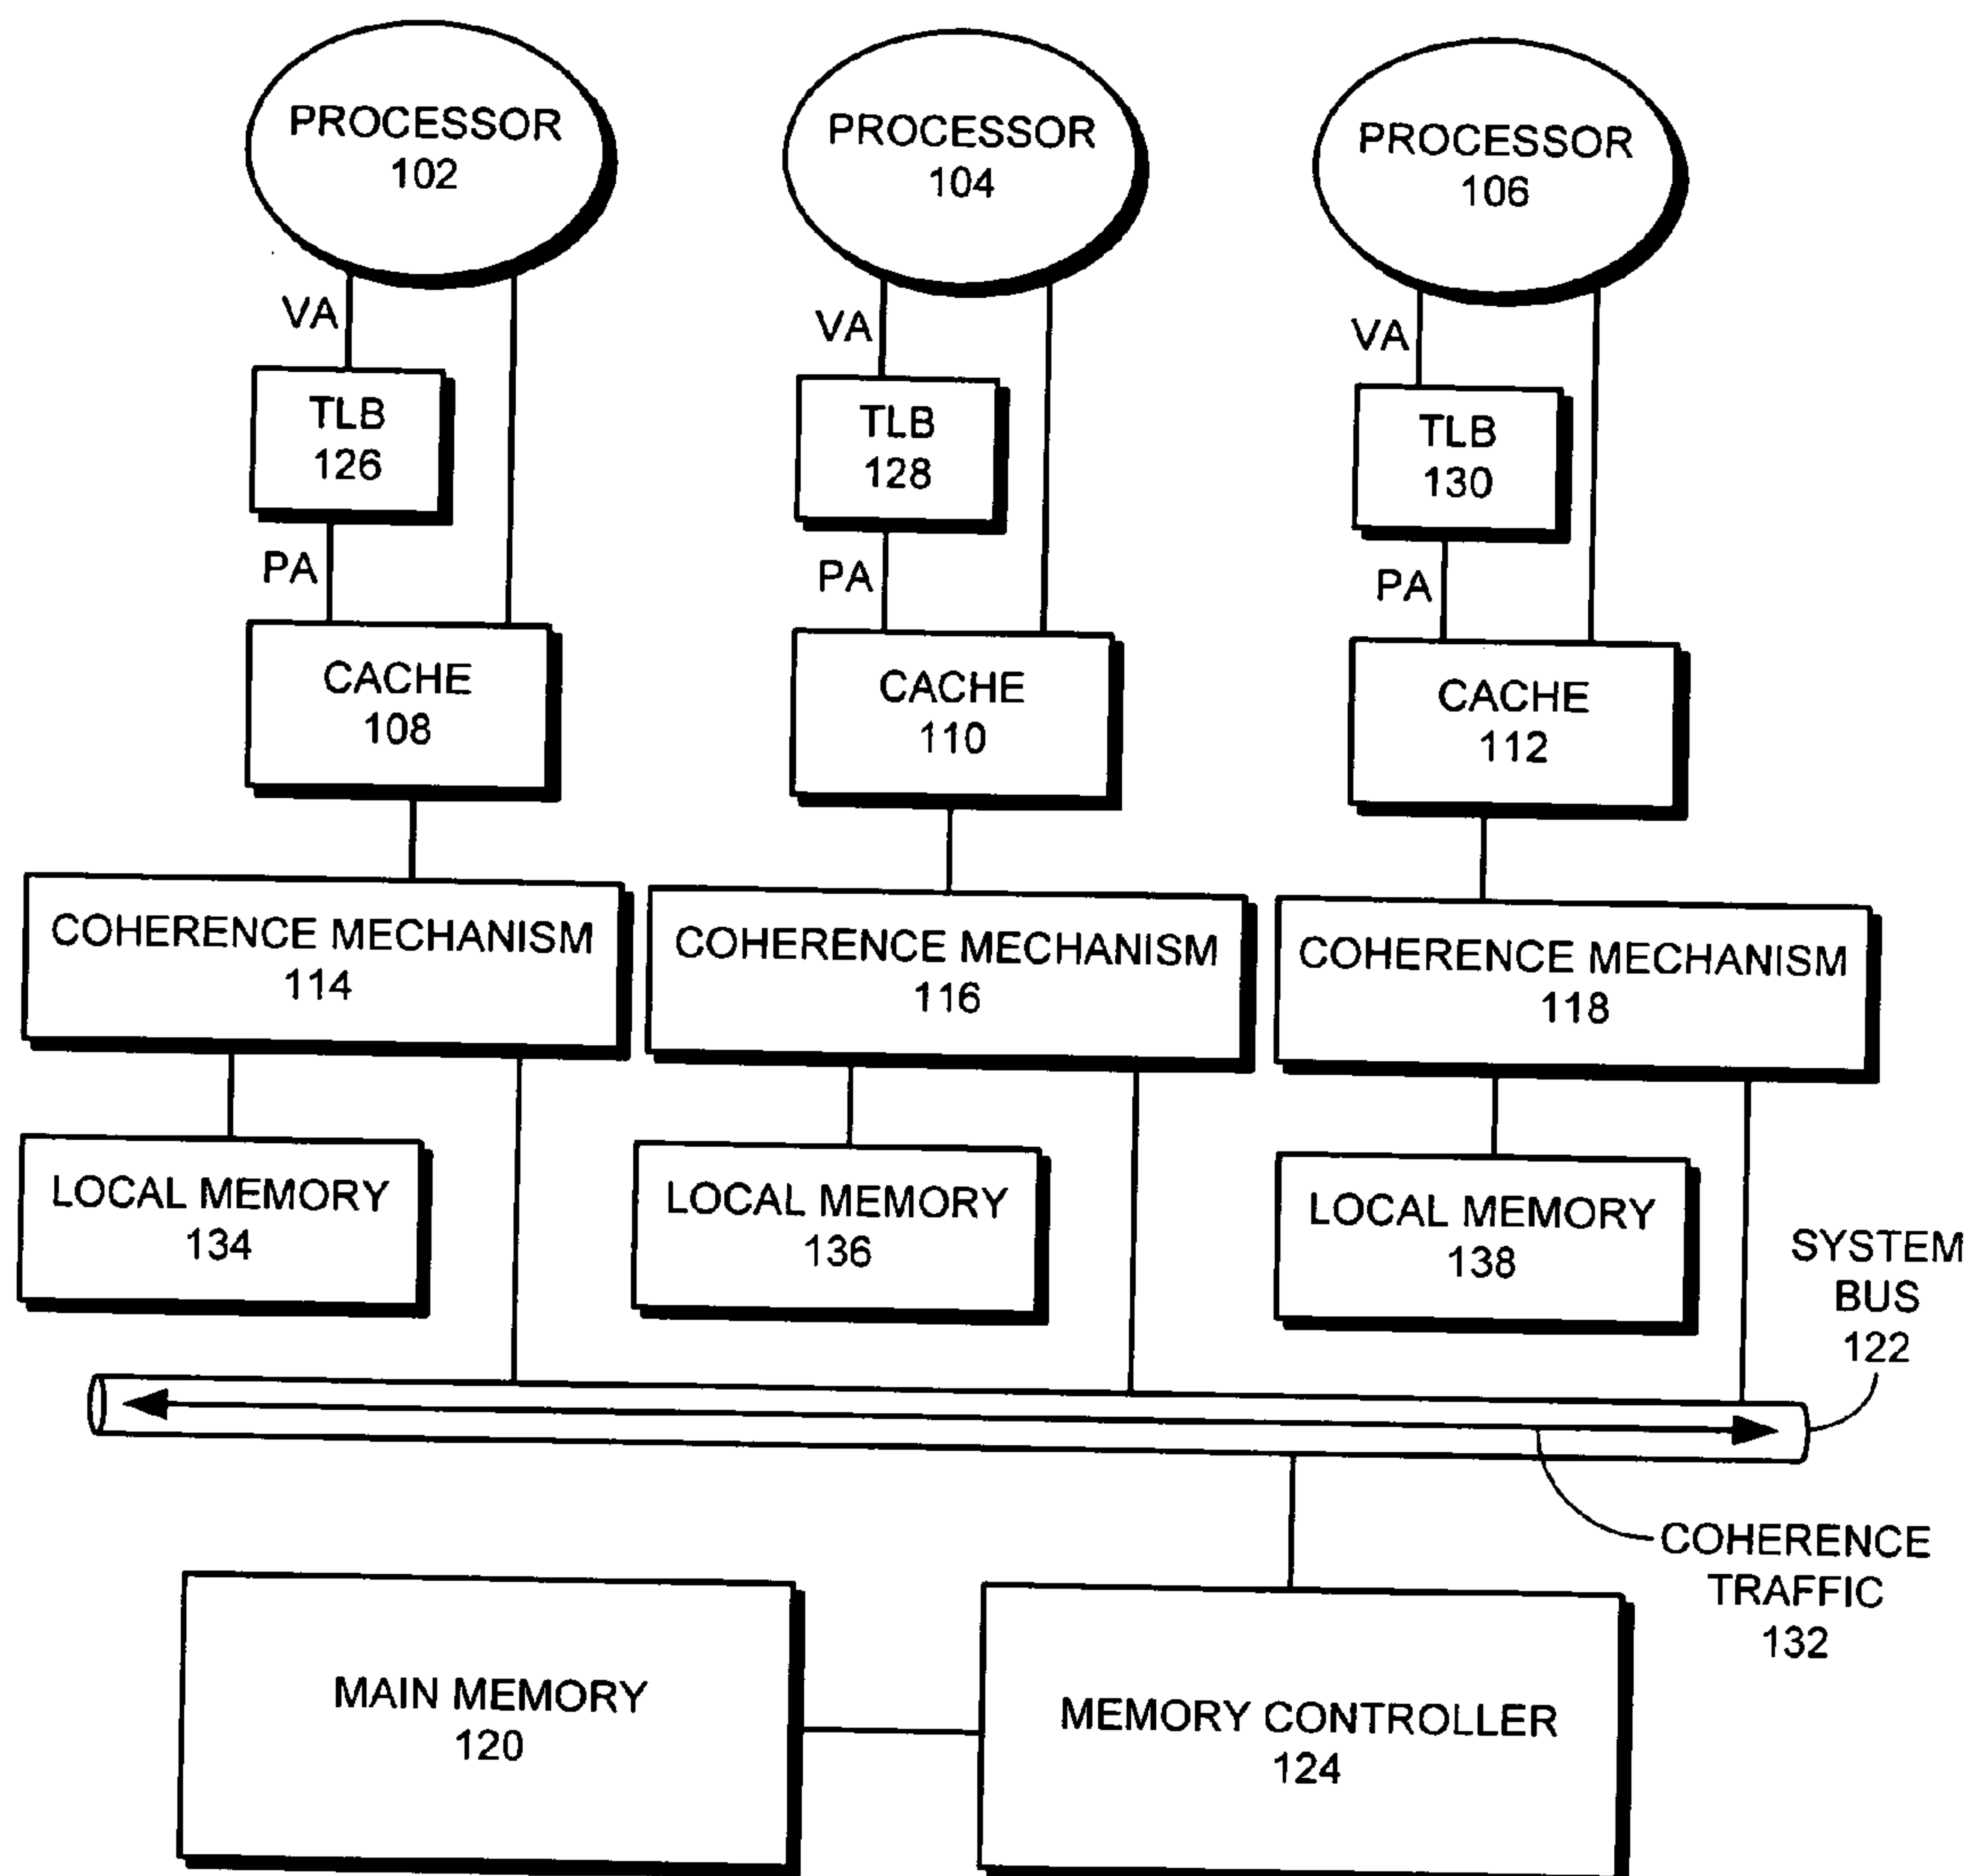 PROCESSOR
102
PROCESSOR
104
PROCESSOR
106
VA
VA
VA
TLB
126
TLB
128
TLB
130
PA
PA
PA
CACHE
108
CACHE
110
CACHE
112
COHERENCE MECHANISM
114
COHERENCE MECHANISM
116
COHERENCE MECHANISM
118
LOCAL MEMORY
134
LOCAL MEMORY
136
LOCAL MEMORY
138
SYSTEM
BUS
122
COHERENCE
TRAFFIC
132
MAIN MEMORY
120
MEMORY CONTROLLER
124